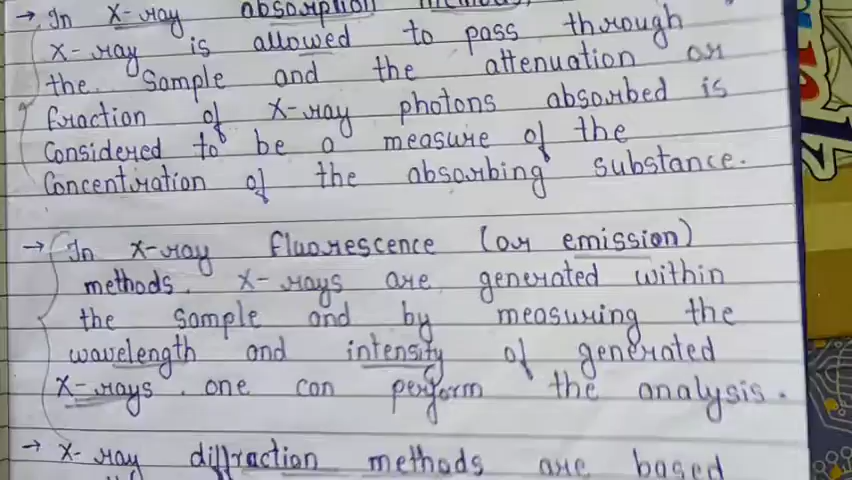 → In X-ray absorption methods,
X-ray is allowed to pass through
the sample and the attenuation or
fraction of X-ray photons absorbed is
Considered to be a measure of the
Concentration of the absorbing substance.
→ In x-ray fluorescence (or emission)
methods. X-rays are generated within
the sample and by measuring the
wavelength and intensity of generated
X-rays. one can perform the analysis.
→ X-ray diffraction methods are based